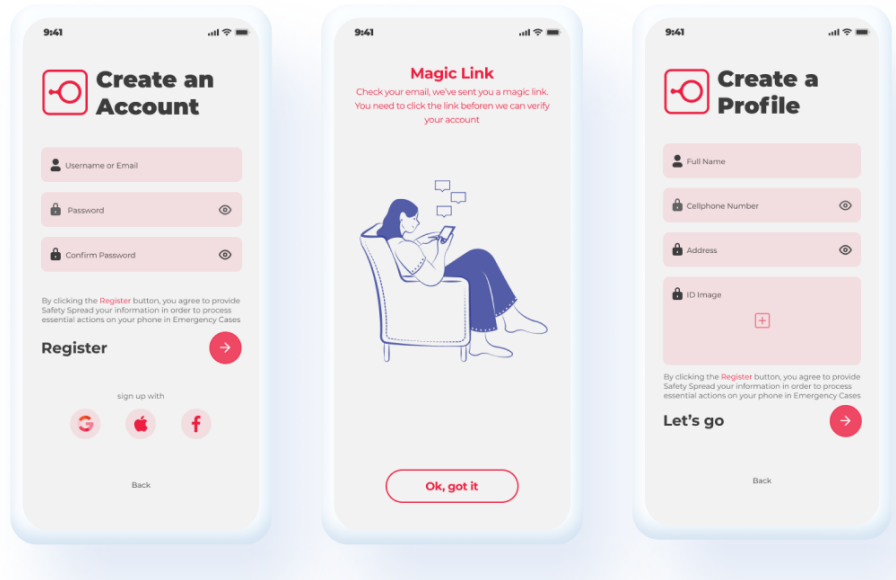 9:41
Create an
Account
Username or Email
Password
Confirm Password
By clicking the Register button, you agree to provide
Safety Spread your information in order to process
essential actions on your phone in Emergency Cases
Register
sign up with
Back
9:41
Magic Link
Check your email, we've sent you a magic link.
You need to click the link beforen we can verify
your account
Ok, got it
9:41
Create a
Profile
Full Name
Cellphone Number
Address
ID Image
By clicking the Register button, you agree to provide
Safety Spread your information in order to process
essential actions on your phone in Emergency Cases
Let's go
Back